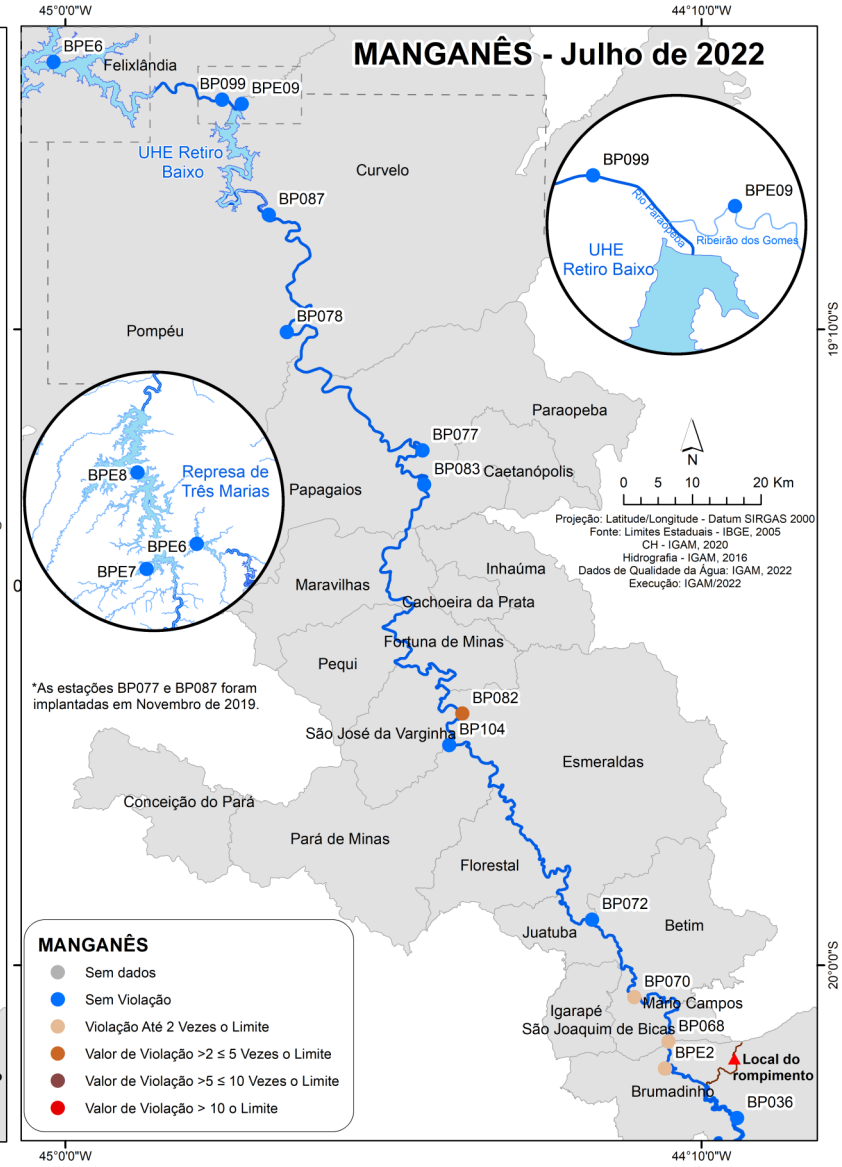 45°0'0"W
44°10'0"W
MANGANÊS - Julho de 2022
BPE6
Felixlândia
BP099
BPE09
UHE Retiro
Baixo
Curvelo
BP087
BP099
BPE09
Rio Paraopeba
Ribeirão dos Gomes
UHE
Retiro Baixo
BP078
Pompéu
19°10'0"S
Paraopeba
BP077
BP083
Caetanópolis
Papagaios
BPE8
Represa de
Três Marias
BPE6
BPE7
N
0 5 10 20 Km
Projeção: Latitude/Longitude - Datum SIRGAS 2000
Fonte: Limites Estaduais - IBGE, 2005
CH - IGAM, 2020
Hidrografia - IGAM, 2016
Dados de Qualidade da Água: IGAM, 2022
Execução: IGAM/2022
Inhaúma
Maravilhas
Cachoeira da Prata
Fortuna de Minas
Pequi
*As estações BP077 e BP087 foram
implantadas em Novembro de 2019.
BP082
São José da Varginha
BP104
Esmeraldas
Conceição do Pará
Pará de Minas
Florestal
BP072
Juatuba
Betim
20°0'0"S
BP070
Mário Campos
Igarapé
São Joaquim de Bicas
BP068
BPE2
Local do
rompimento
Brumadinho
BP036
MANGANÊS
Sem dados
Sem Violação
Violação Até 2 Vezes o Limite
Valor de Violação >2 ≤ 5 Vezes o Limite
Valor de Violação >5 ≤ 10 Vezes o Limite
Valor de Violação > 10 o Limite
45°0'0"W
44°10'0"W